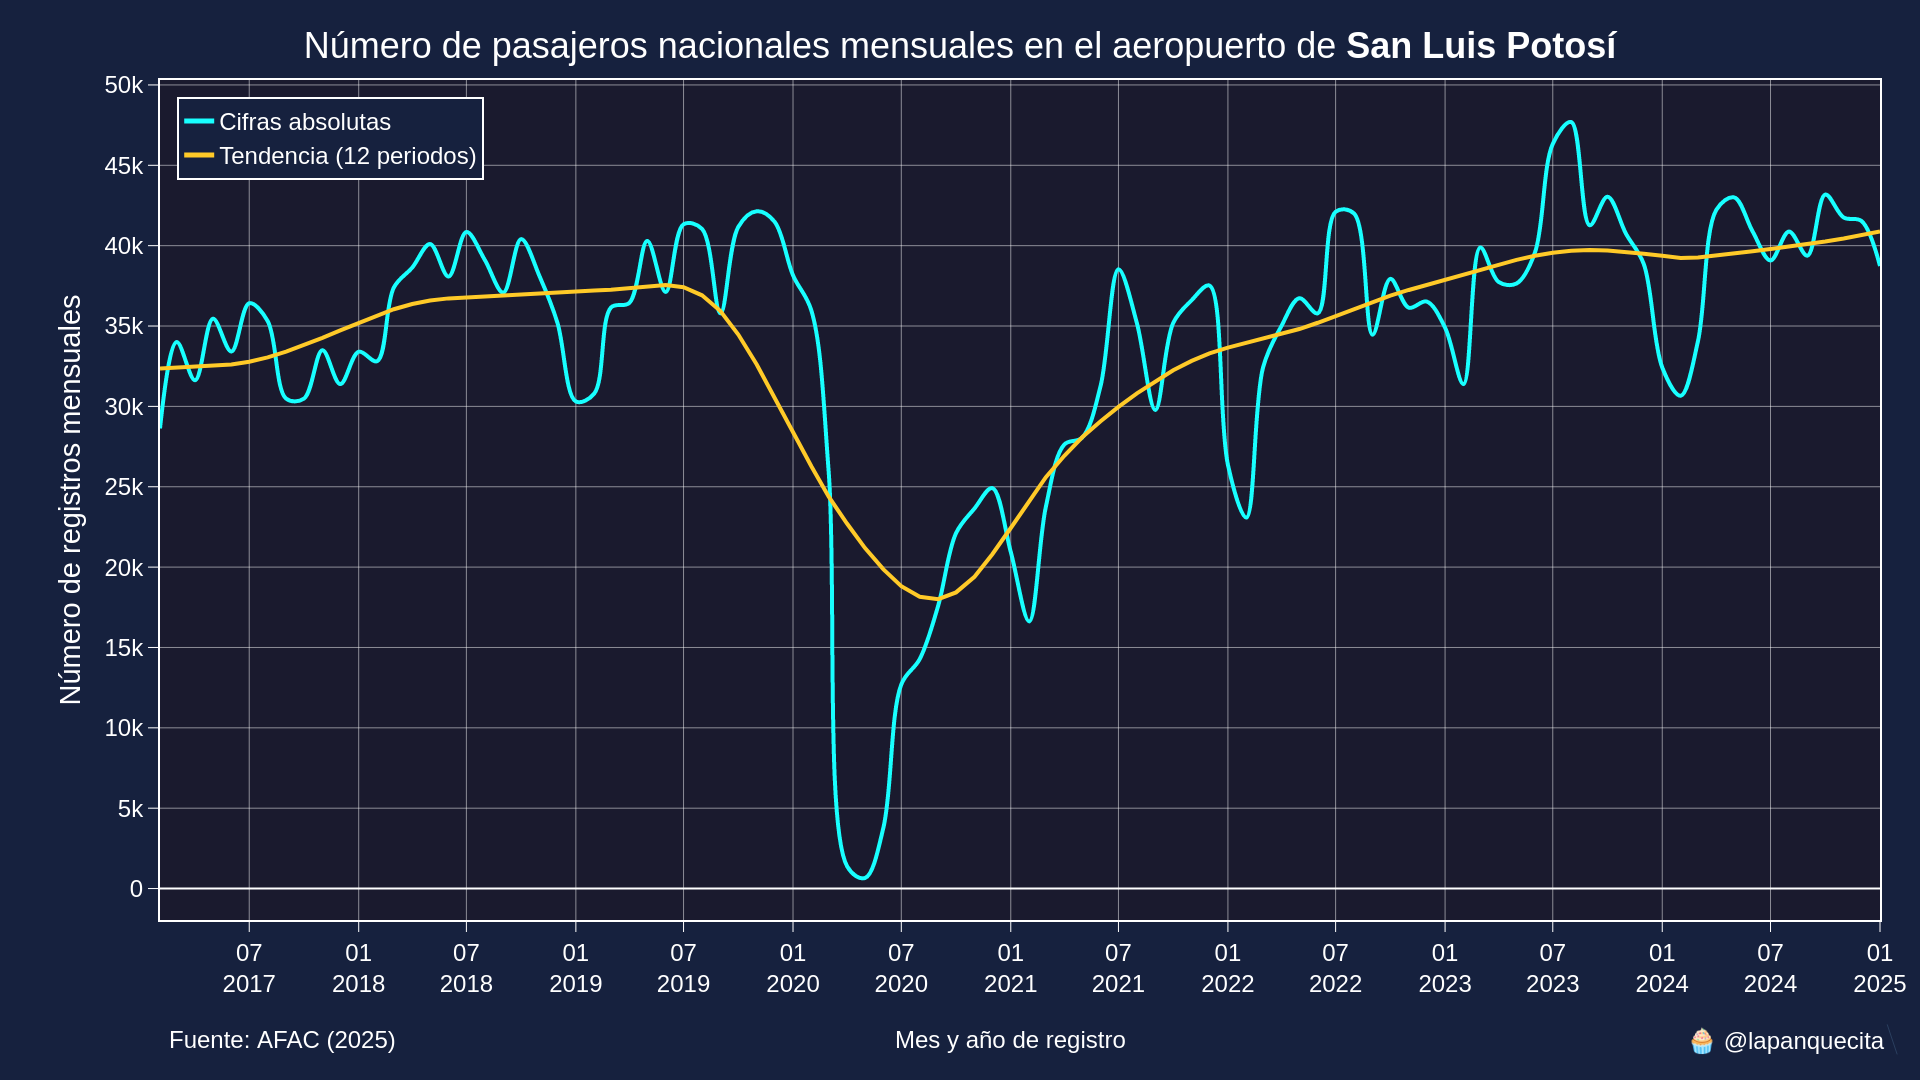 Número de pasajeros nacionales mensuales en el aeropuerto de San Luis Potosí
Cifras absolutas
Tendencia (12 periodos)
Número de registros mensuales
50k
45k
40k
35k
30k
25k
20k
15k
10k
5k
0
07 01 07 01 07 01 07 01 07 01 07 01 07 01 07 01
2017 2018 2018 2019 2019 2020 2020 2021 2021 2022 2022 2023 2023 2024 2024 2025
Fuente: AFAC (2025)
Mes y año de registro
🧁 @lapanquecita